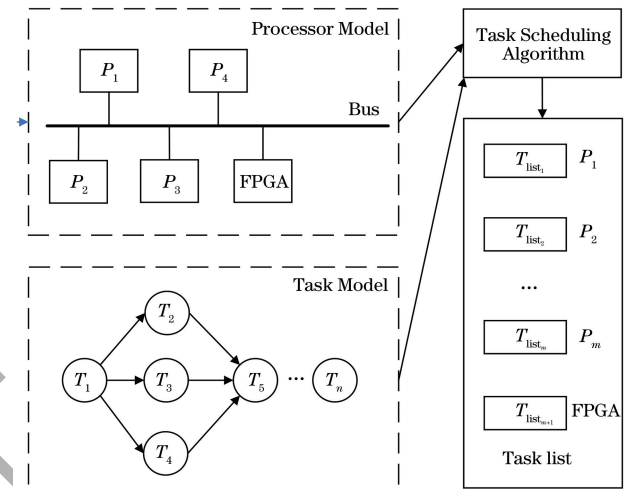 Processor Model
P1
P4
Bus
P2
P3
FPGA
Task Model
T1
T2
T3
T4
T5
...
Tn
Task Scheduling
Algorithm
Tlist1 P1
Tlist2 P2
...
Tlistm Pm
Tlistm+1 FPGA
Task list